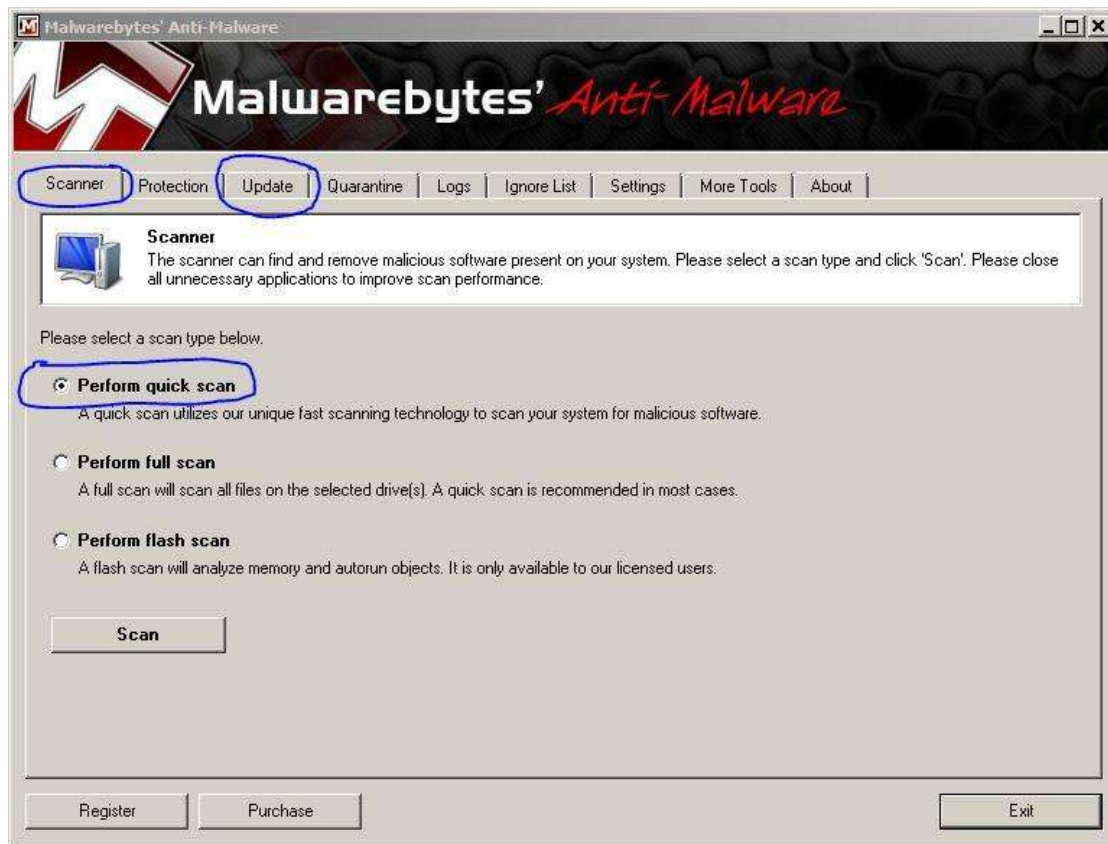 Malwarebytes' Anti-Malware
Malwarebytes' Anti-Malware
Scanner Protection Update Quarantine Logs Ignore List Settings More Tools About
Scanner
The scanner can find and remove malicious software present on your system. Please select a scan type and click 'Scan'. Please close
all unnecessary applications to improve scan performance.
Please select a scan type below.
Perform quick scan
A quick scan utilizes our unique fast scanning technology to scan your system for malicious software.
Perform full scan
A full scan will scan all files on the selected drive(s). A quick scan is recommended in most cases.
Perform flash scan
A flash scan will analyze memory and autorun objects. It is only available to our licensed users.
Scan
Register Purchase Exit